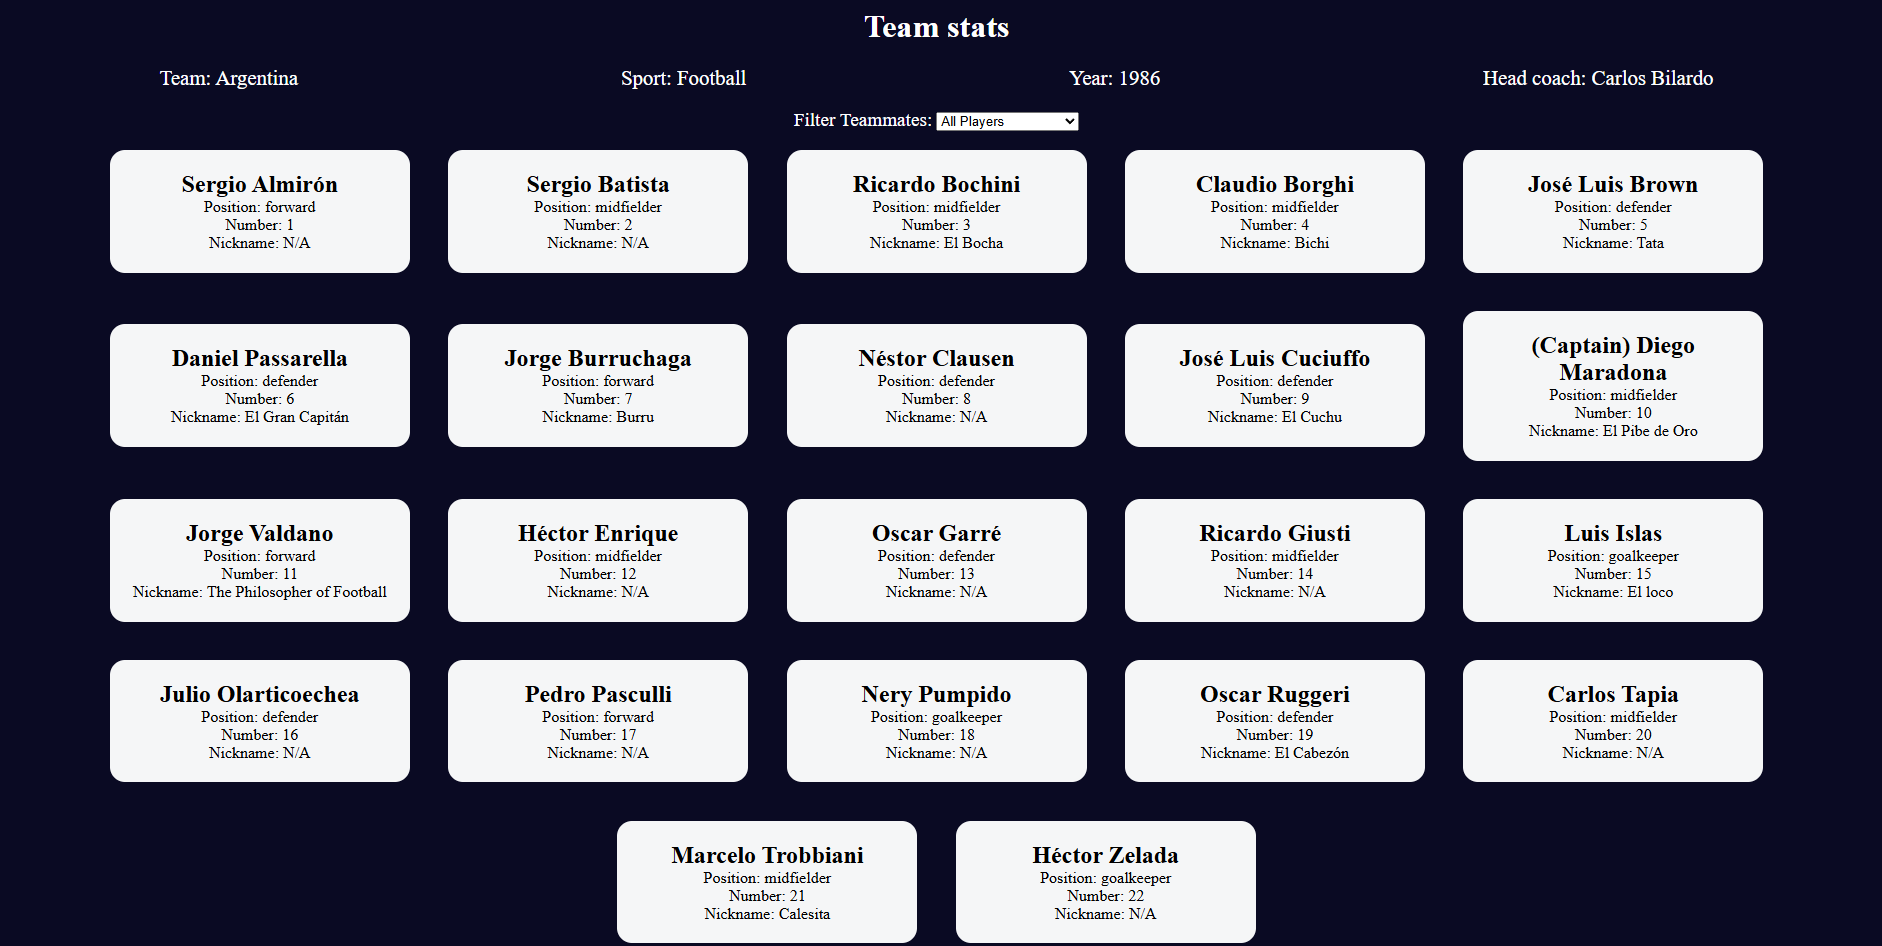 Team stats
Team: Argentina
Sport: Football
Year: 1986
Head coach: Carlos Bilardo
Filter Teammates: All Players
Sergio Almirón
Position: forward
Number: 1
Nickname: N/A
Sergio Batista
Position: midfielder
Number: 2
Nickname: N/A
Ricardo Bochini
Position: midfielder
Number: 3
Nickname: El Bocha
Claudio Borghi
Position: midfielder
Number: 4
Nickname: Bichi
José Luis Brown
Position: defender
Number: 5
Nickname: Tata
Daniel Passarella
Position: defender
Number: 6
Nickname: El Gran Capitán
Jorge Burruchaga
Position: forward
Number: 7
Nickname: Burru
Néstor Clausen
Position: defender
Number: 8
Nickname: N/A
José Luis Cuciuffo
Position: defender
Number: 9
Nickname: El Cuchu
(Captain) Diego
Maradona
Position: midfielder
Number: 10
Nickname: El Pibe de Oro
Jorge Valdano
Position: forward
Number: 11
Nickname: The Philosopher of Football
Héctor Enrique
Position: midfielder
Number: 12
Nickname: N/A
Oscar Garré
Position: defender
Number: 13
Nickname: N/A
Ricardo Giusti
Position: midfielder
Number: 14
Nickname: N/A
Luis Islas
Position: goalkeeper
Number: 15
Nickname: El loco
Julio Olarticoechea
Position: defender
Number: 16
Nickname: N/A
Pedro Pasculli
Position: forward
Number: 17
Nickname: N/A
Nery Pumpido
Position: goalkeeper
Number: 18
Nickname: N/A
Oscar Ruggeri
Position: defender
Number: 19
Nickname: El Cabezón
Carlos Tapia
Position: midfielder
Number: 20
Nickname: N/A
Marcelo Trobbiani
Position: midfielder
Number: 21
Nickname: Calesita
Héctor Zelada
Position: goalkeeper
Number: 22
Nickname: N/A